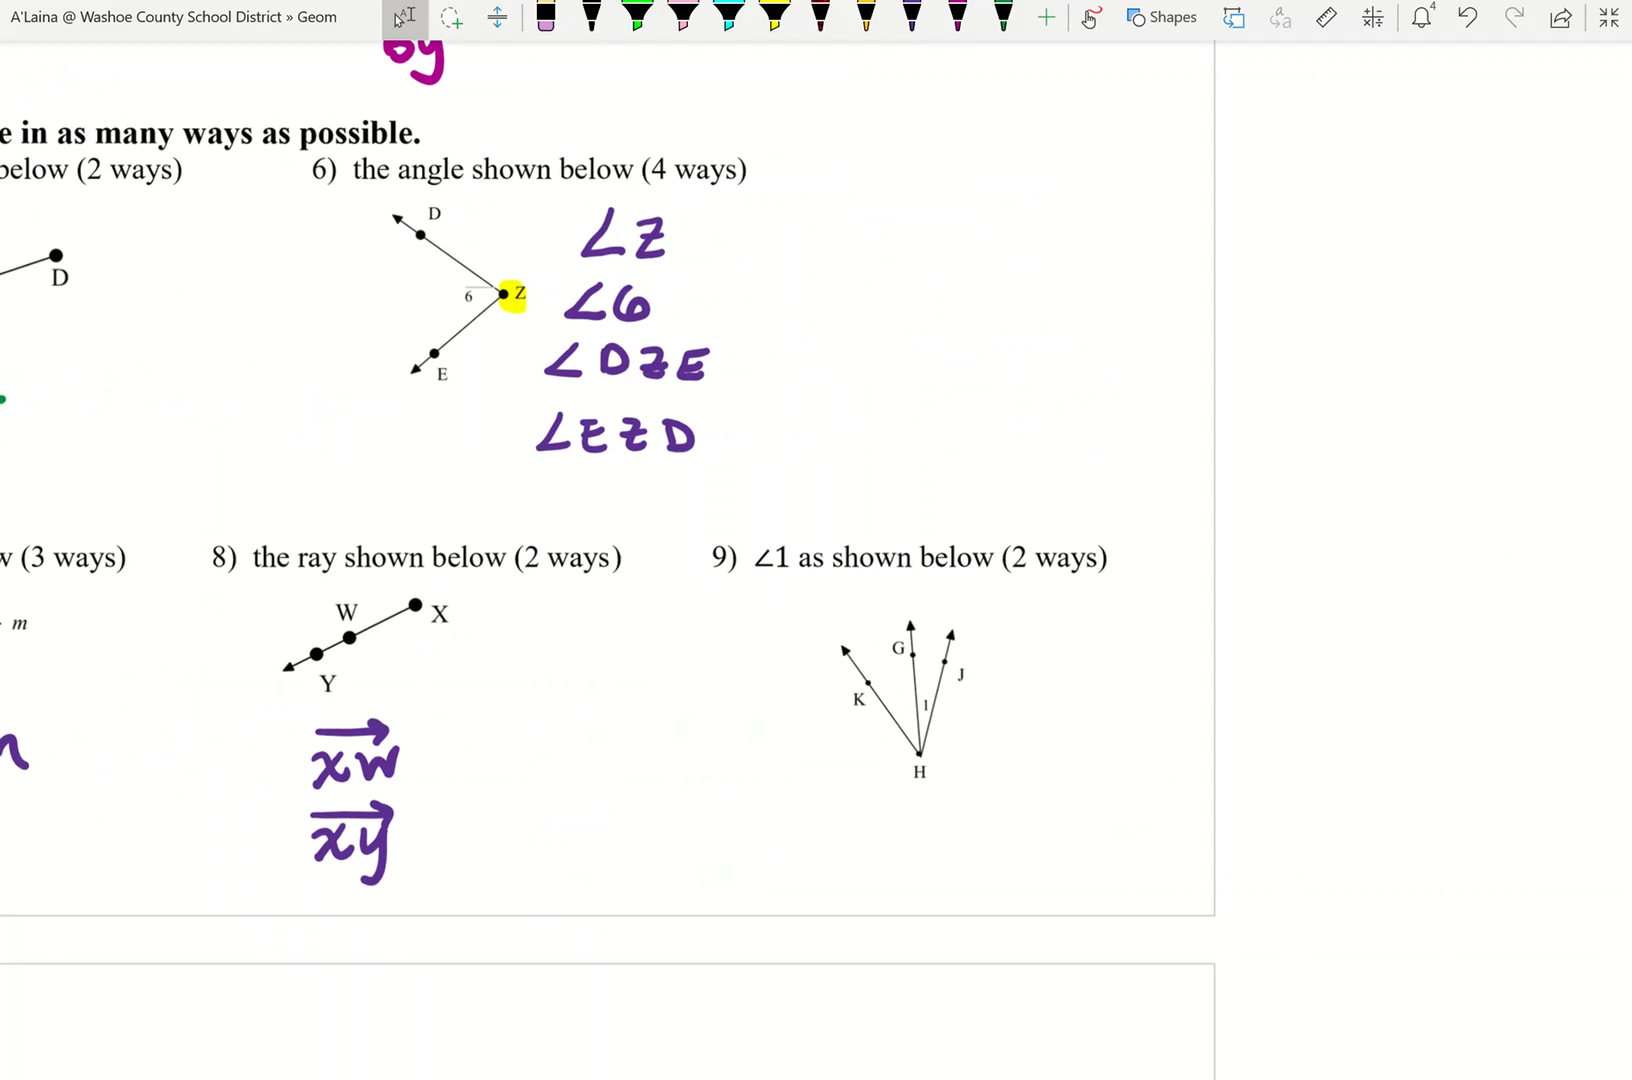 A'Laina @ Washoe County School District » Geom
Shapes
4
By
e in as many ways as possible.
below (2 ways)
6) the angle shown below (4 ways)
D
D
6
Z
E
∠Z
∠6
∠DZE
∠EZD
w (3 ways)
m
8) the ray shown below (2 ways)
W
X
Y
xw
xy
9) ∠1 as shown below (2 ways)
G
J
K
1
H